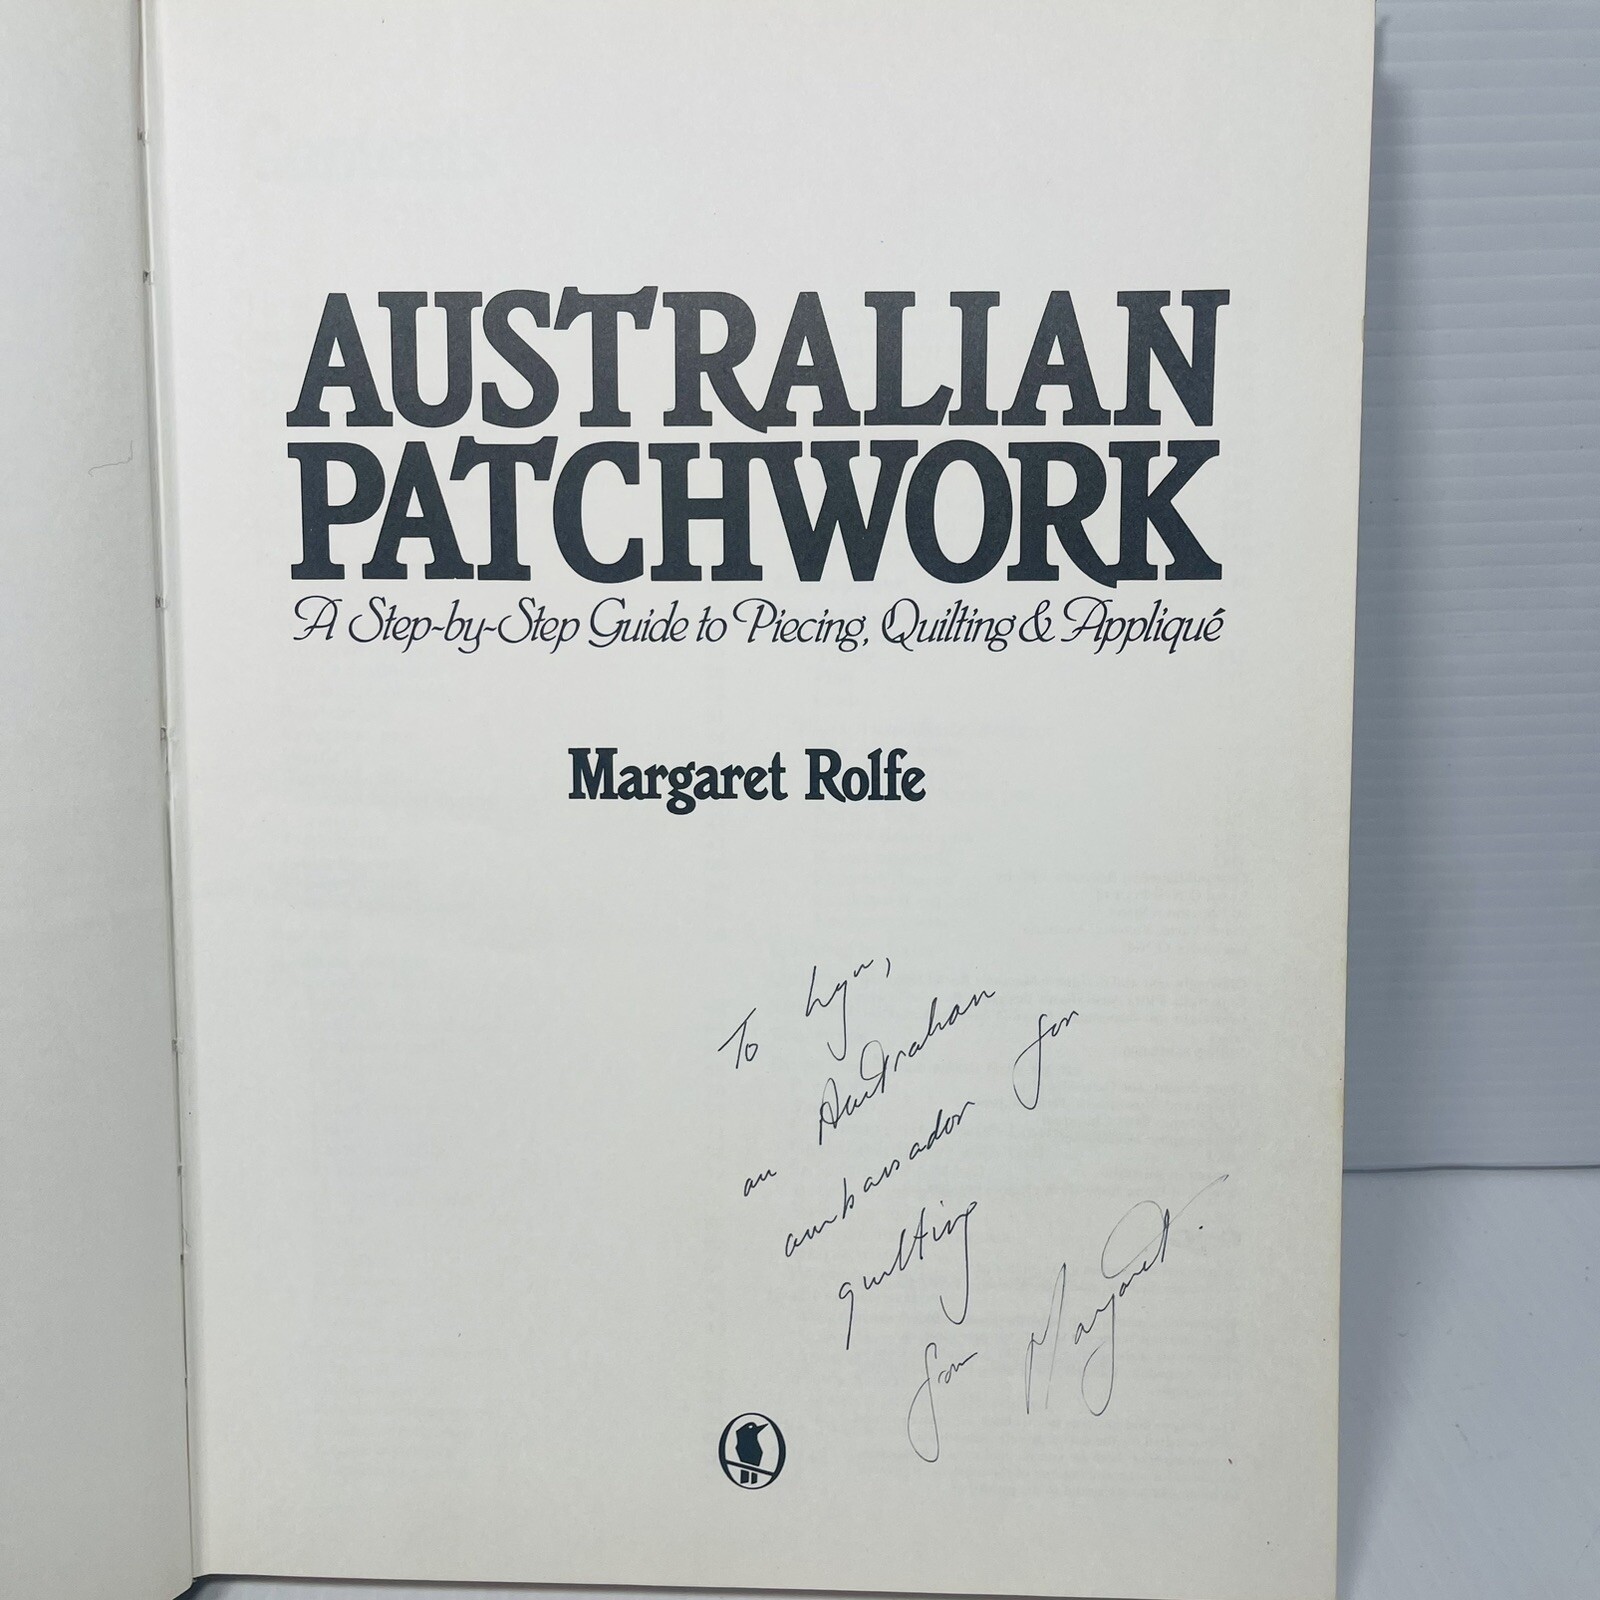 AUSTRALIAN
PATCHWORK
A Step-by-Step Guide to Piecing, Quilting & Appliqué
Margaret Rolfe
To Lyn,
an Australian
ambassador for
quilting
from Margaret.